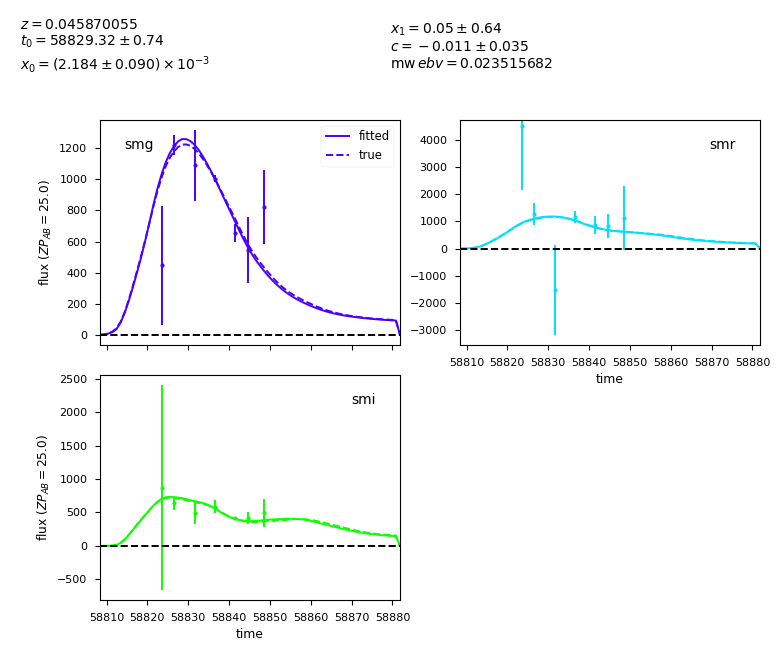 z = 0.045870055
t₀ = 58829.32 ± 0.74
x₀ = (2.184 ± 0.090) × 10⁻³
x₁ = 0.05 ± 0.64
c = −0.011 ± 0.035
mw ebv = 0.023515682
smg
fitted
true
1200
1000
800
600
400
200
0
flux (ZP_AB = 25.0)
smr
4000
3000
2000
1000
0
−1000
−2000
−3000
58810 58820 58830 58840 58850 58860 58870 58880
time
smi
2500
2000
1500
1000
500
0
−500
flux (ZP_AB = 25.0)
58810 58820 58830 58840 58850 58860 58870 58880
time